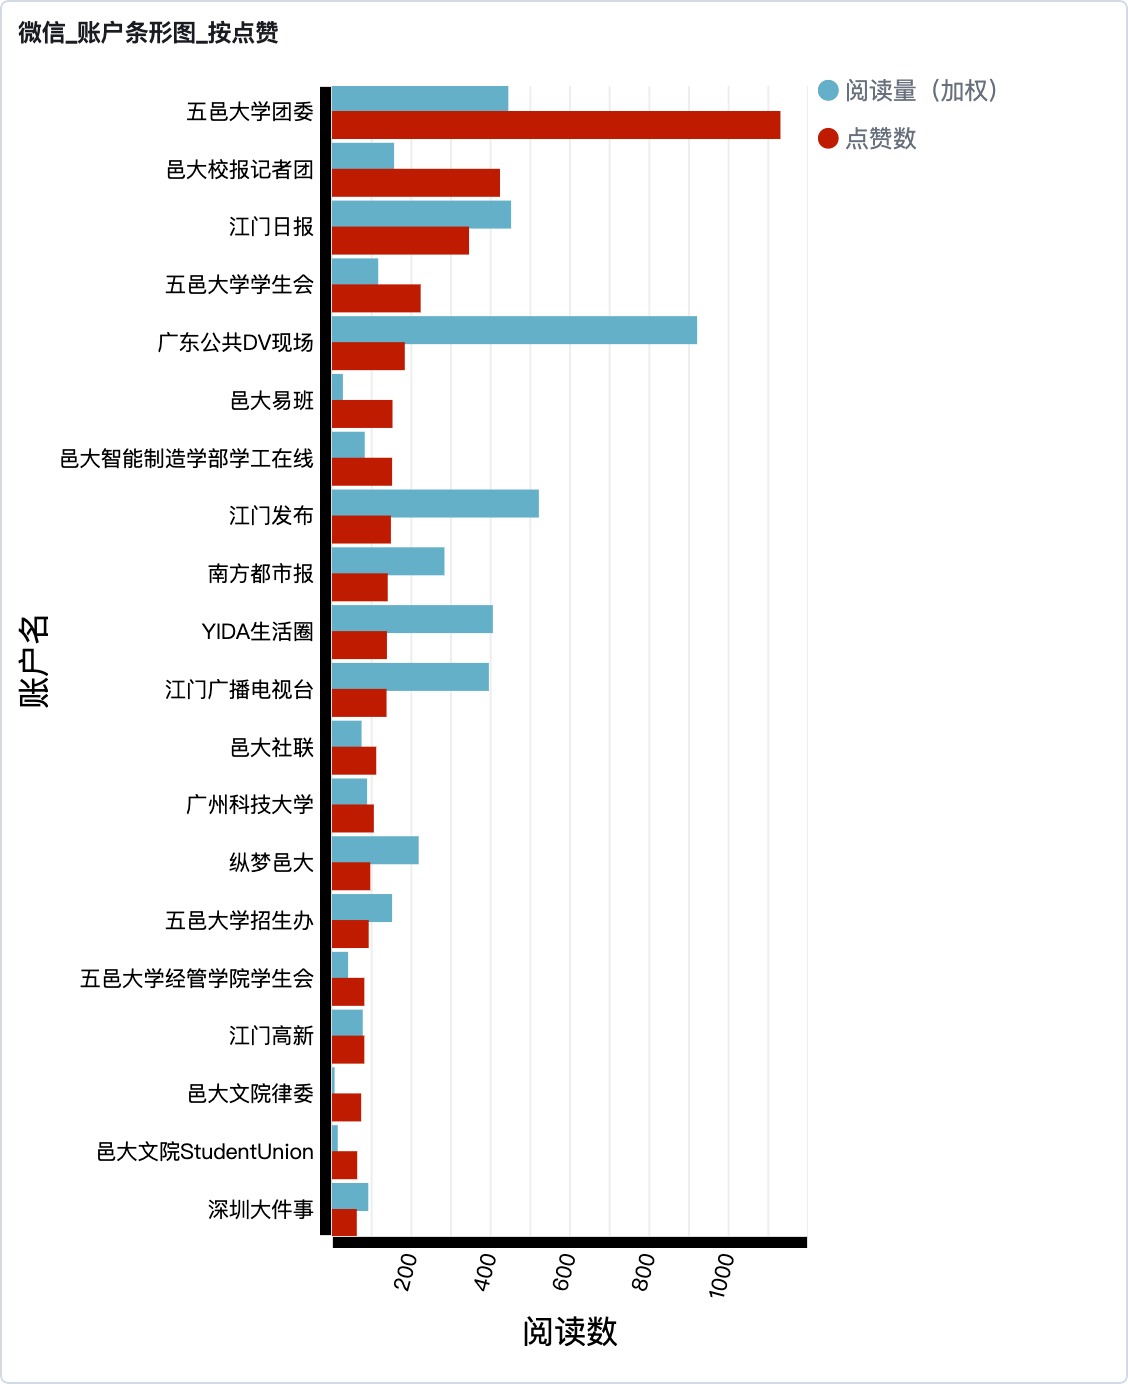 微信_账户条形图_按点赞
阅读量（加权）
点赞数
五邑大学团委
邑大校报记者团
江门日报
五邑大学学生会
广东公共DV现场
邑大易班
邑大智能制造学部学工在线
江门发布
南方都市报
YIDA生活圈
江门广播电视台
邑大社联
广州科技大学
纵梦邑大
五邑大学招生办
五邑大学经管学院学生会
江门高新
邑大文院律委
邑大文院StudentUnion
深圳大件事
账户名
200
400
600
800
1000
阅读数